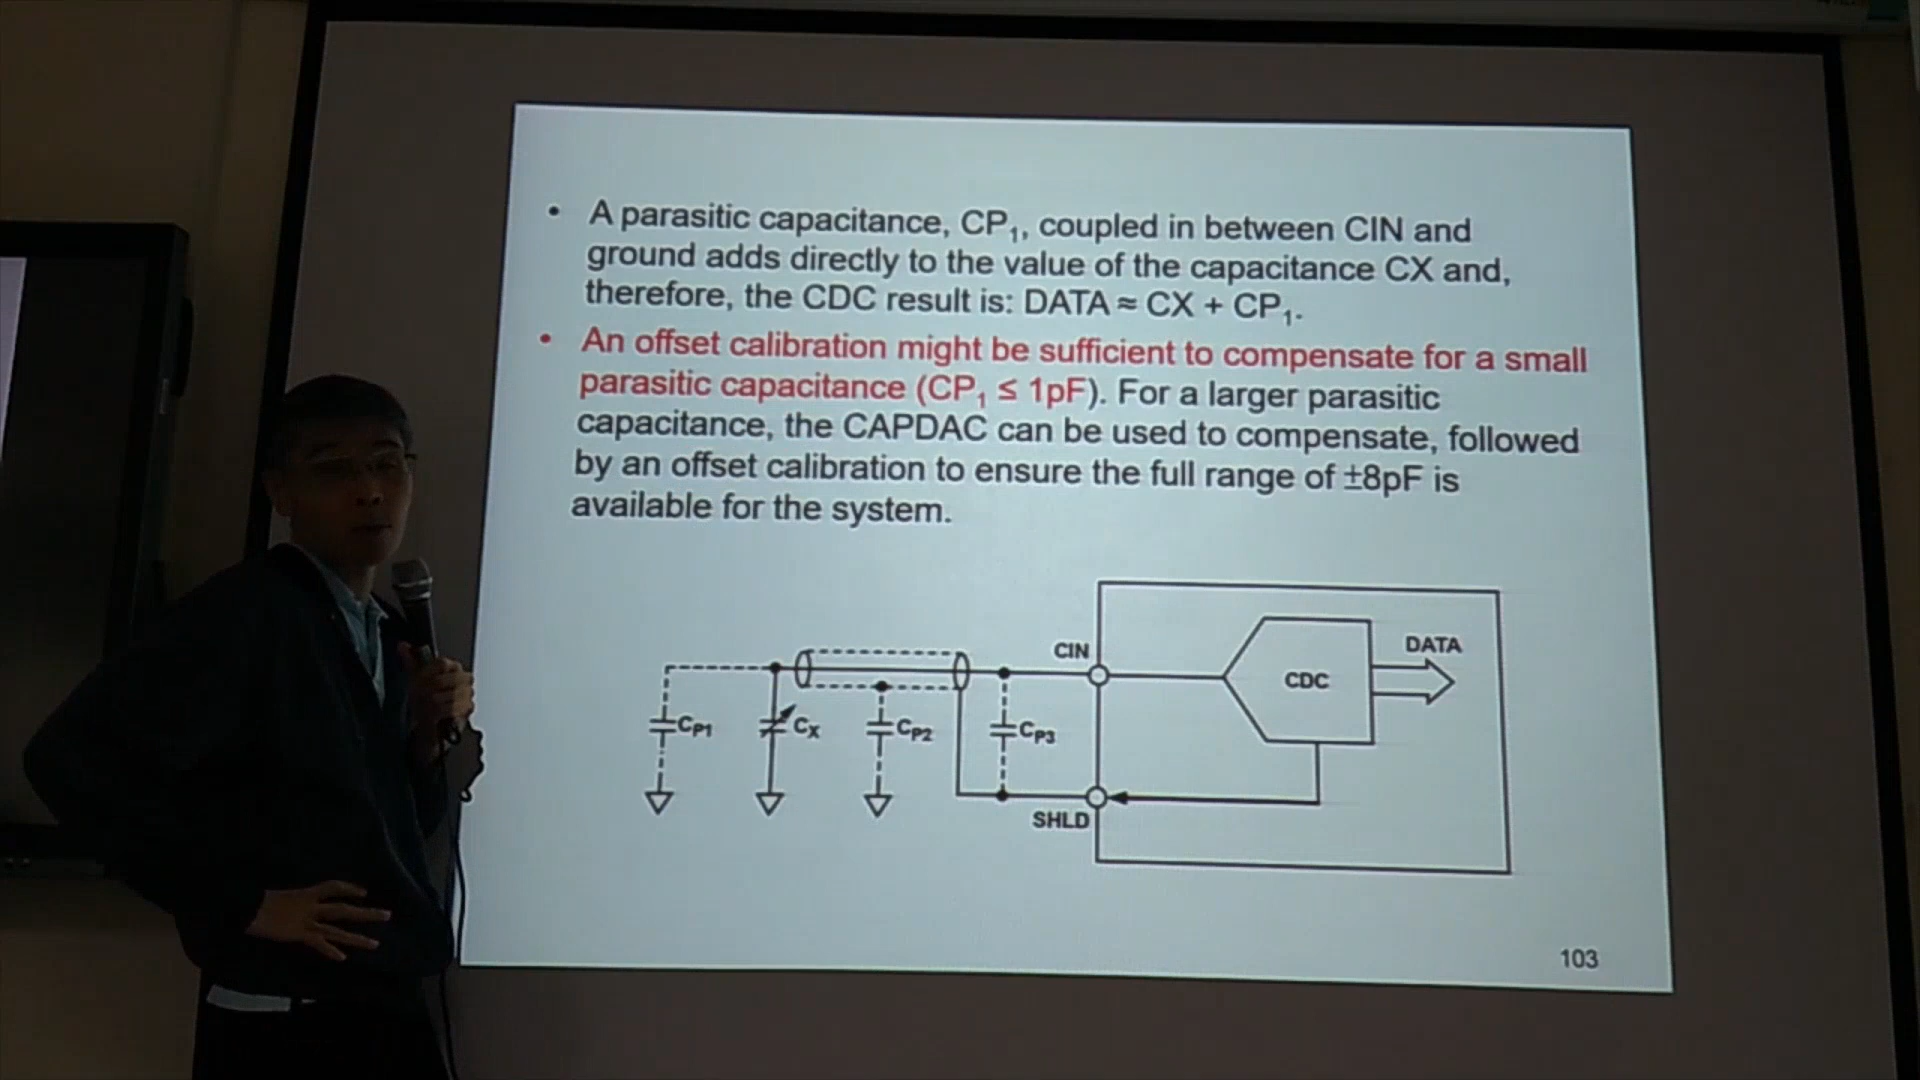 • A parasitic capacitance, CP₁, coupled in between CIN and
ground adds directly to the value of the capacitance CX and,
therefore, the CDC result is: DATA ≈ CX + CP₁.
• An offset calibration might be sufficient to compensate for a small
parasitic capacitance (CP₁ ≤ 1pF). For a larger parasitic
capacitance, the CAPDAC can be used to compensate, followed
by an offset calibration to ensure the full range of ±8pF is
available for the system.
CIN
DATA
CDC
CP1
CX
CP2
CP3
SHLD
103